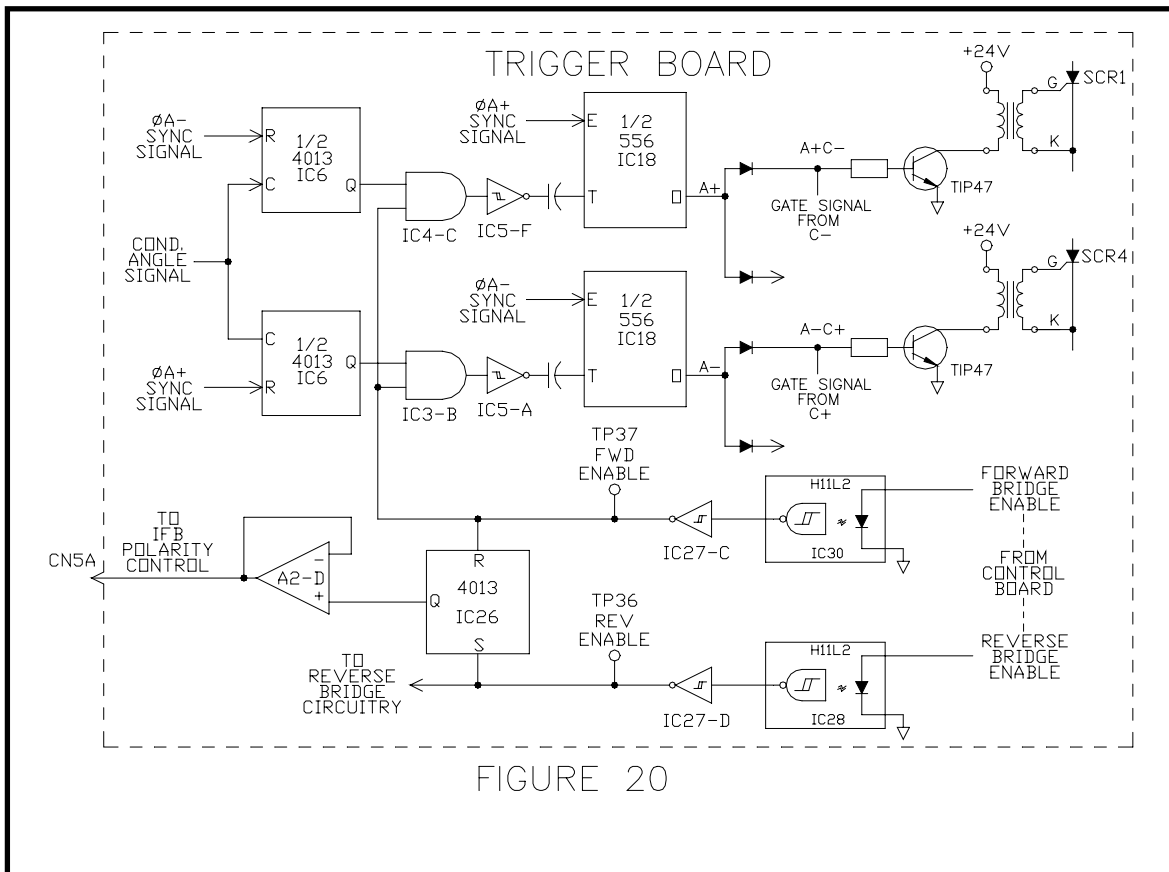 TRIGGER BOARD
+24V
G
SCR1
K
ØA-
SYNC
SIGNAL
R
1/2
4013
IC6
C
Q
ØA+
SYNC
SIGNAL
E
1/2
556
IC18
T
O
A+
A+C-
GATE SIGNAL
FROM
C-
TIP47
IC4-C
IC5-F
COND.
ANGLE
SIGNAL
+24V
G
SCR4
K
ØA-
SYNC
SIGNAL
E
1/2
556
IC18
T
O
A-
A-C+
GATE SIGNAL
FROM
C+
TIP47
C
1/2
4013
IC6
Q
R
ØA+
SYNC
SIGNAL
IC3-B
IC5-A
TP37
FWD
ENABLE
H11L2
IC30
IC27-C
FORWARD
BRIDGE
ENABLE
FROM
CONTROL
BOARD
REVERSE
BRIDGE
ENABLE
TO
IFB
POLARITY
CONTROL
CN5A
A2-D
-
+
R
4013
Q
IC26
S
TP36
REV
ENABLE
H11L2
IC28
IC27-D
TO
REVERSE
BRIDGE
CIRCUITRY
FIGURE 20